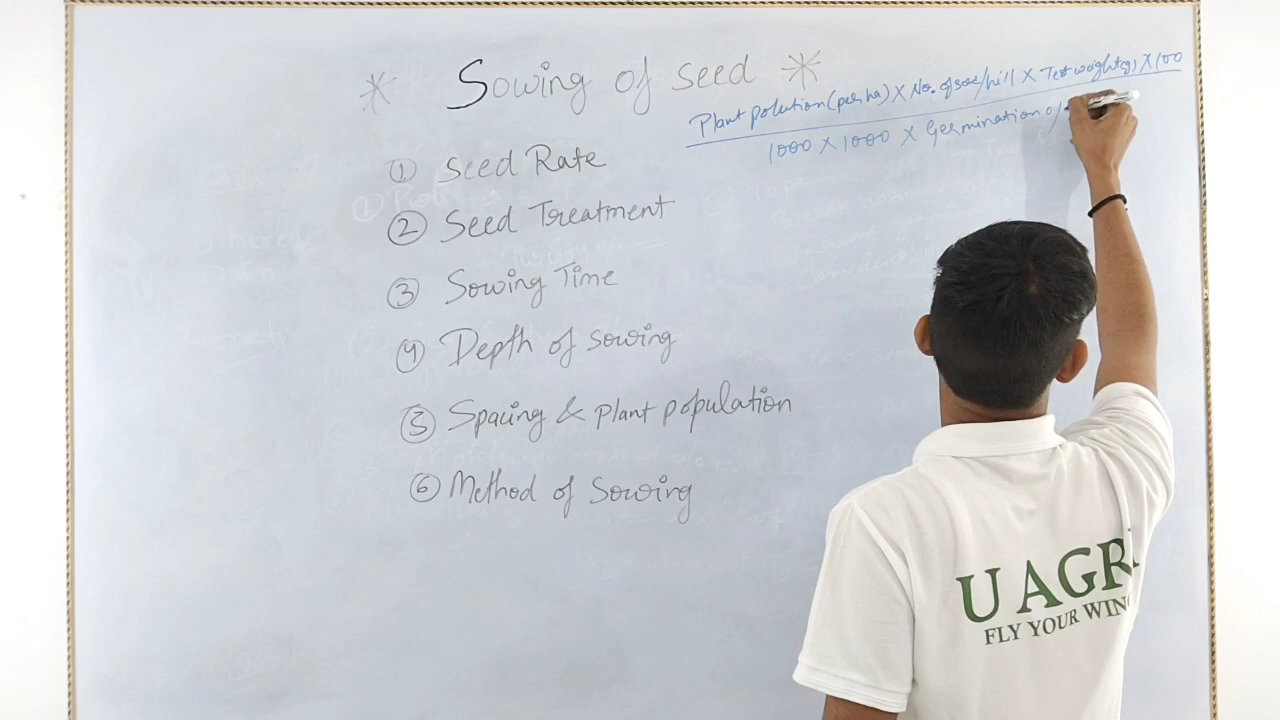 * Sowing of seed *
Plant polution (per ha) X No. of seed/hill X Test weight(g) X 100
1000 X 1000 X Germination %
① Seed Rate
② Seed Treatment
③ Sowing Time
④ Depth of sowing
⑤ Spacing & Plant population
⑥ Method of Sowing
U AGRI
FLY YOUR WING